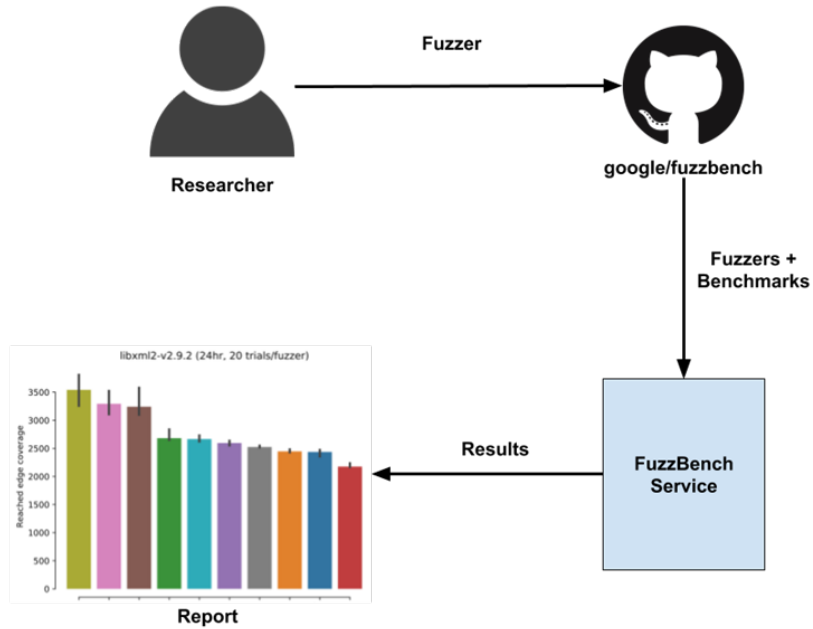 Fuzzer
Researcher
google/fuzzbench
Fuzzers +
Benchmarks
libxml2-v2.9.2 (24hr, 20 trials/fuzzer)
Reached edge coverage
3500
3000
2500
2000
1500
1000
500
0
Results
FuzzBench
Service
Report